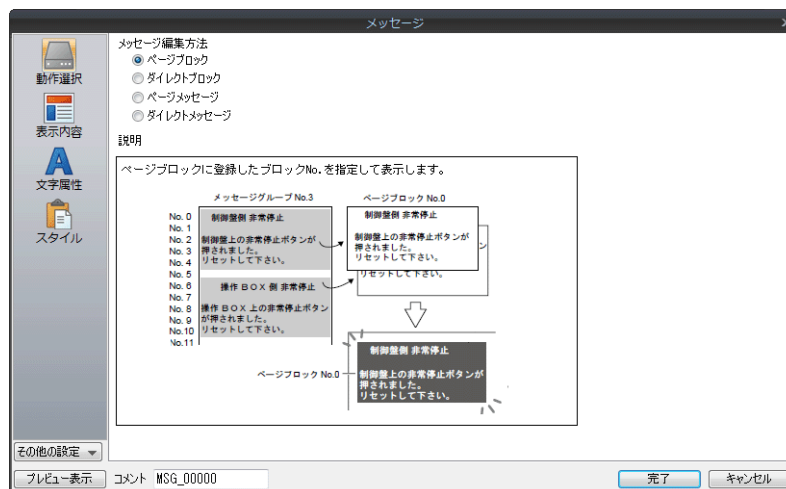 メッセージ
メッセージ編集方法
ページブロック
ダイレクトブロック
ページメッセージ
ダイレクトメッセージ
動作選択
表示内容
文字属性
スタイル
説明
ページブロックに登録したブロックNo.を指定して表示します。
メッセージグループ No.3
ページブロック No.0
No. 0
No. 1
No. 2
No. 3
No. 4
No. 5
No. 6
No. 7
No. 8
No. 9
No.10
No.11
制御盤側 非常停止
制御盤上の非常停止ボタンが
押されました。
リセットして下さい。
操作 BOX 側 非常停止
操作 BOX 上の非常停止ボタン
が押されました。
リセットして下さい。
制御盤側 非常停止
制御盤上の非常停止ボタンが
押されました。
リセットして下さい。
ン
リセットして下さい。
ページブロック No.0
制御盤側 非常停止
制御盤上の非常停止ボタンが
押されました。
リセットして下さい。
その他の設定
プレビュー表示
コメント MSG_00000
完了
キャンセル